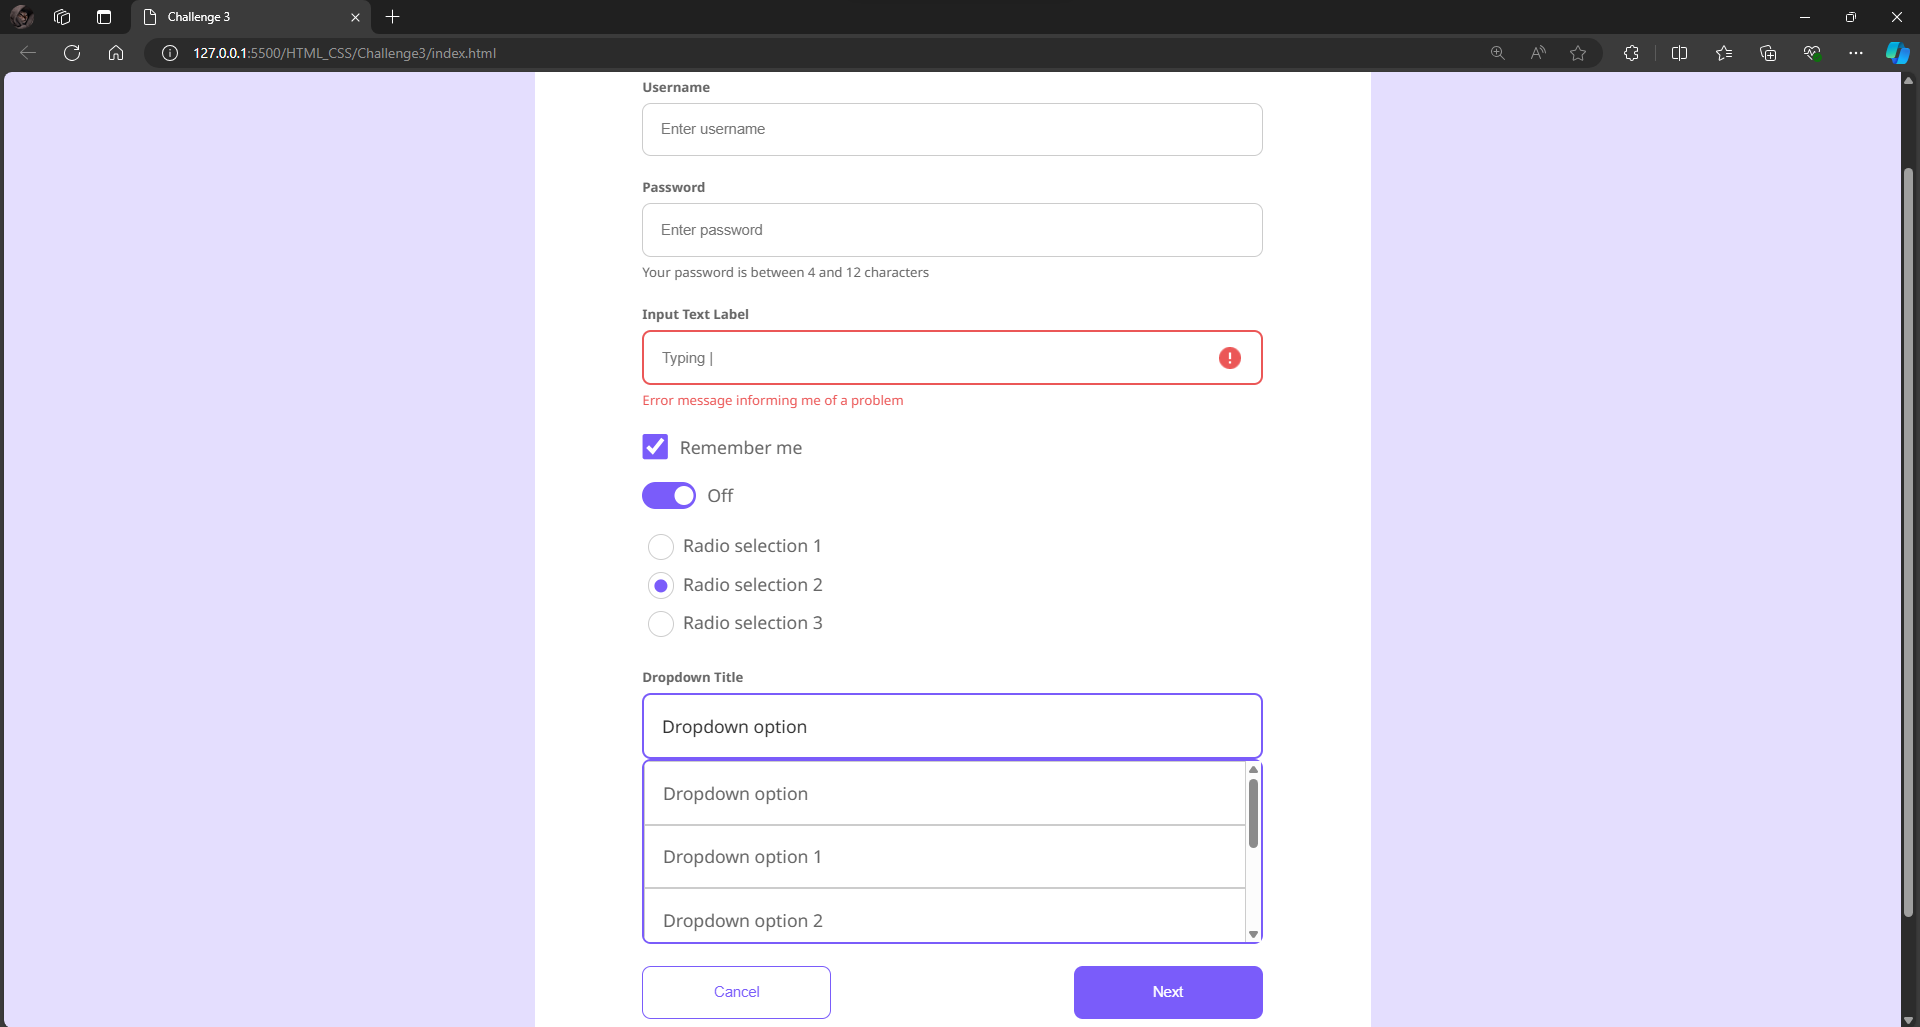 Challenge 3
127.0.0.1:5500/HTML_CSS/Challenge3/index.html
Username
Enter username
Password
Enter password
Your password is between 4 and 12 characters
Input Text Label
Typing |
Error message informing me of a problem
Remember me
Off
Radio selection 1
Radio selection 2
Radio selection 3
Dropdown Title
Dropdown option
Dropdown option
Dropdown option 1
Dropdown option 2
Cancel Next